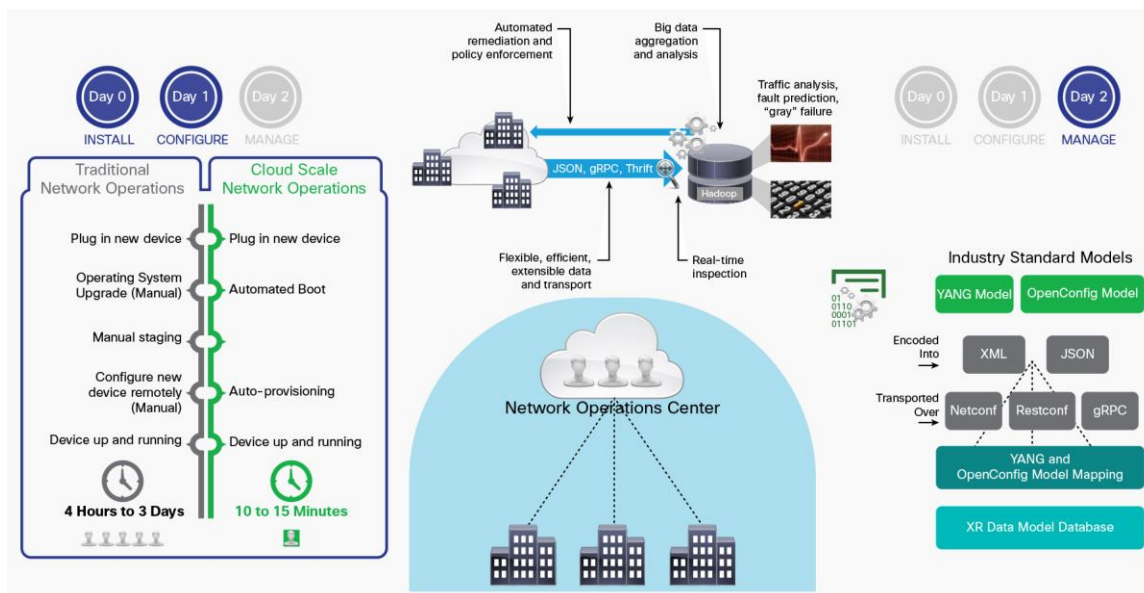 Day 0
Day 1
Day 2
INSTALL
CONFIGURE
MANAGE
Traditional
Network Operations
Cloud Scale
Network Operations
Plug in new device
Plug in new device
Operating System
Upgrade (Manual)
Automated Boot
Manual staging
Configure new
device remotely
(Manual)
Auto-provisioning
Device up and running
Device up and running
4 Hours to 3 Days
10 to 15 Minutes
Automated
remediation and
policy enforcement
Big data
aggregation
and analysis
Traffic analysis,
fault prediction,
“gray” failure
JSON, gRPC, Thrift
Hadoop
Flexible, efficient,
extensible data
and transport
Real-time
inspection
Network Operations Center
Day 0
Day 1
Day 2
INSTALL
CONFIGURE
MANAGE
Industry Standard Models
01
0110
0001
01101
YANG Model
OpenConfig Model
Encoded
Into
XML
JSON
Transported
Over
Netconf
Restconf
gRPC
YANG and
OpenConfig Model Mapping
XR Data Model Database